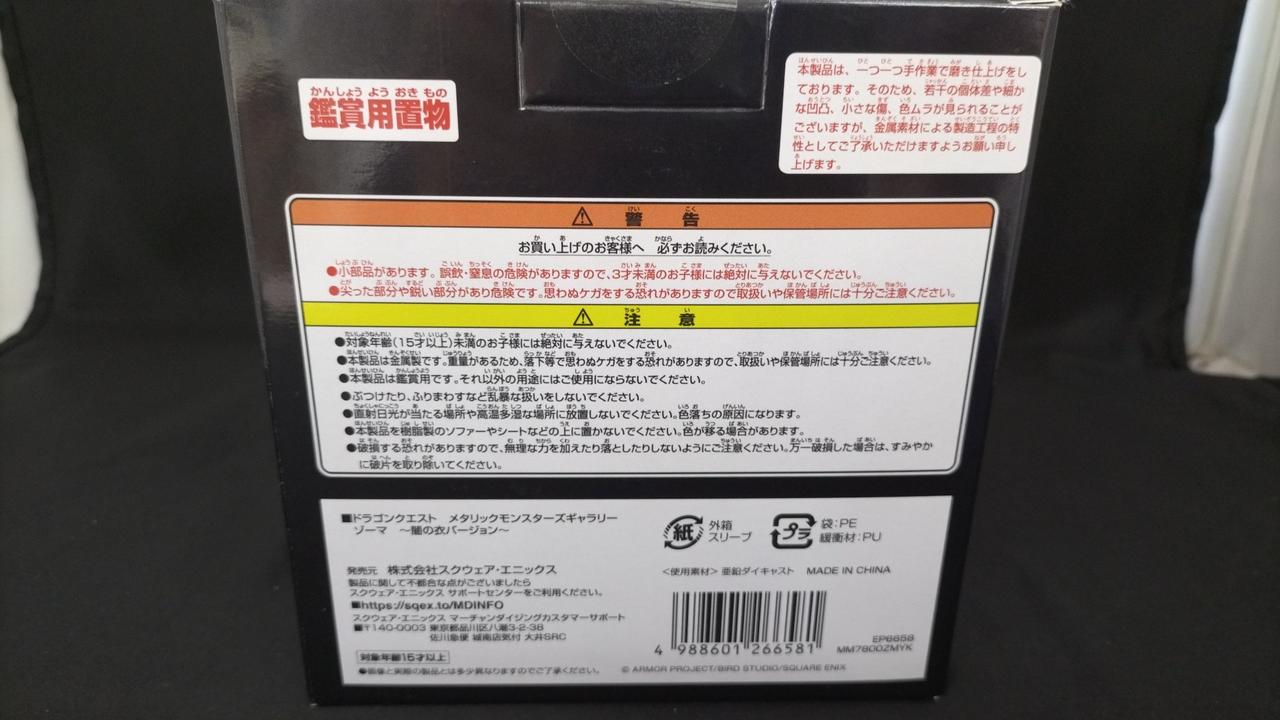 鑑賞用置物
本製品は、一つ一つ手作業で磨き仕上げをし
ております。そのため、若干の個体差や細か
な凹凸、小さな傷、色ムラが見られることが
ございますが、金属素材による製造工程の特
性としてご了承いただけますようお願い申し
上げます。
警告
お買い上げのお客様へ 必ずお読みください。
●小部品があります。誤飲・窒息の危険がありますので、3才未満のお子様には絶対に与えないでください。
●尖った部分や鋭い部分があり危険です。思わぬケガをする恐れがありますので取扱いや保管場所には十分ご注意ください。
注意
●対象年齢(15才以上)未満のお子様には絶対に与えないでください。
●本製品は金属製です。重量があるため、落下等で思わぬケガをする恐れがありますので、取扱いや保管場所には十分ご注意ください。
●本製品は鑑賞用です。それ以外の用途にはご使用にならないでください。
●ぶつけたり、ふりまわすなど乱暴な扱いをしないでください。
●直射日光が当たる場所や高温多湿な場所に放置しないでください。色落ちの原因になります。
●本製品を樹脂製のソファーやシートなどの上に置かないでください。色が移る場合があります。
●破損する恐れがありますので、無理な力を加えたり落としたりしないようにご注意ください。万一破損した場合は、すみやか
に破片を取り除いてください。
■ドラゴンクエスト メタリックモンスターズギャラリー
ゾーマ ～闇の衣バージョン～
紙 外箱
スリーブ
プラ 袋:PE
緩衝材:PU
発売元 株式会社スクウェア・エニックス
<使用素材> 亜鉛ダイキャスト MADE IN CHINA
製品に関して不都合な点がございましたら
スクウェア・エニックス サポートセンターをご利用ください。
■https://sqex.to/MDINFO
スクウェア・エニックス マーチャンダイジングカスタマーサポート
■〒140-0003 東京都品川区八潮3-2-38
佐川急便 城南店気付 大井SRC
対象年齢15才以上
●画像と実際の製品とは多少異なりますのでご了承ください。
4 988601 266581
EP6658
MM7800ZMYK
© ARMOR PROJECT/BIRD STUDIO/SQUARE ENIX